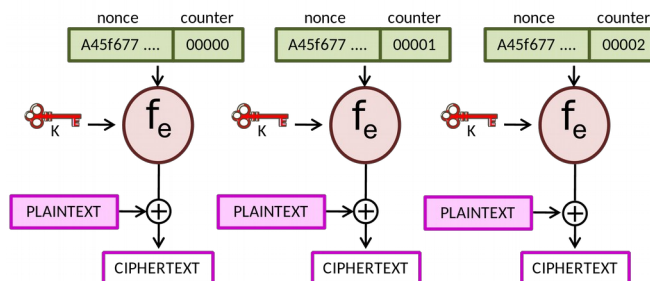 nonce counter nonce counter nonce counter
A45f677 .... 00000 A45f677 .... 00001 A45f677 .... 00002
fe fe fe
K K K
PLAINTEXT PLAINTEXT PLAINTEXT
CIPHERTEXT CIPHERTEXT CIPHERTEXT